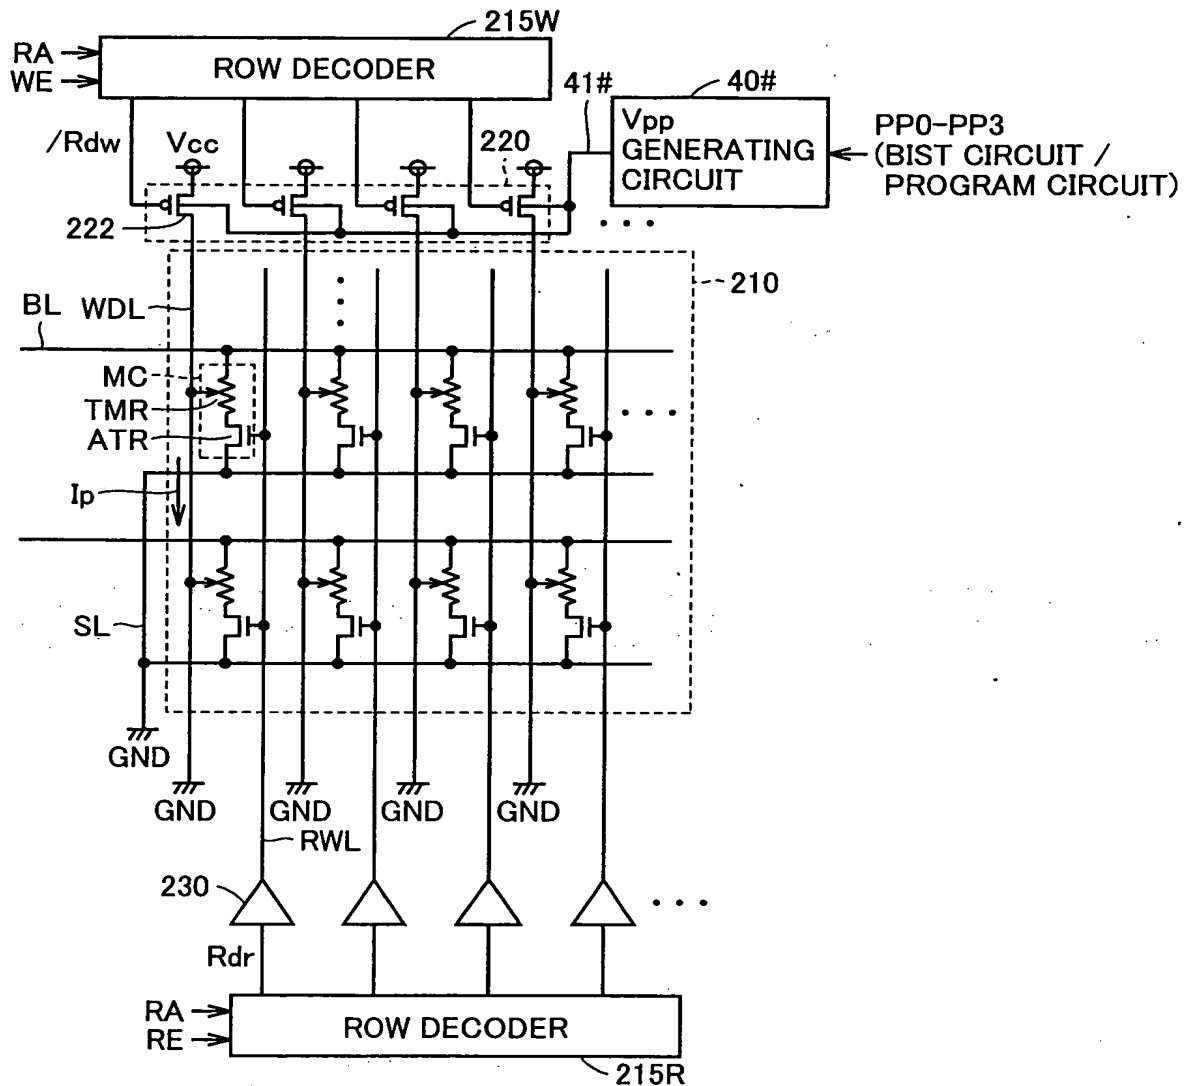 215W
RA
WE
ROW DECODER
41#
40#
Vpp
GENERATING
CIRCUIT
PP0-PP3
(BIST CIRCUIT /
PROGRAM CIRCUIT)
/Rdw
Vcc
220
222
. . .
210
BL
WDL
MC
TMR
ATR
. . .
Ip
SL
GND
GND
GND
GND
GND
RWL
230
. . .
Rdr
RA
RE
ROW DECODER
215R